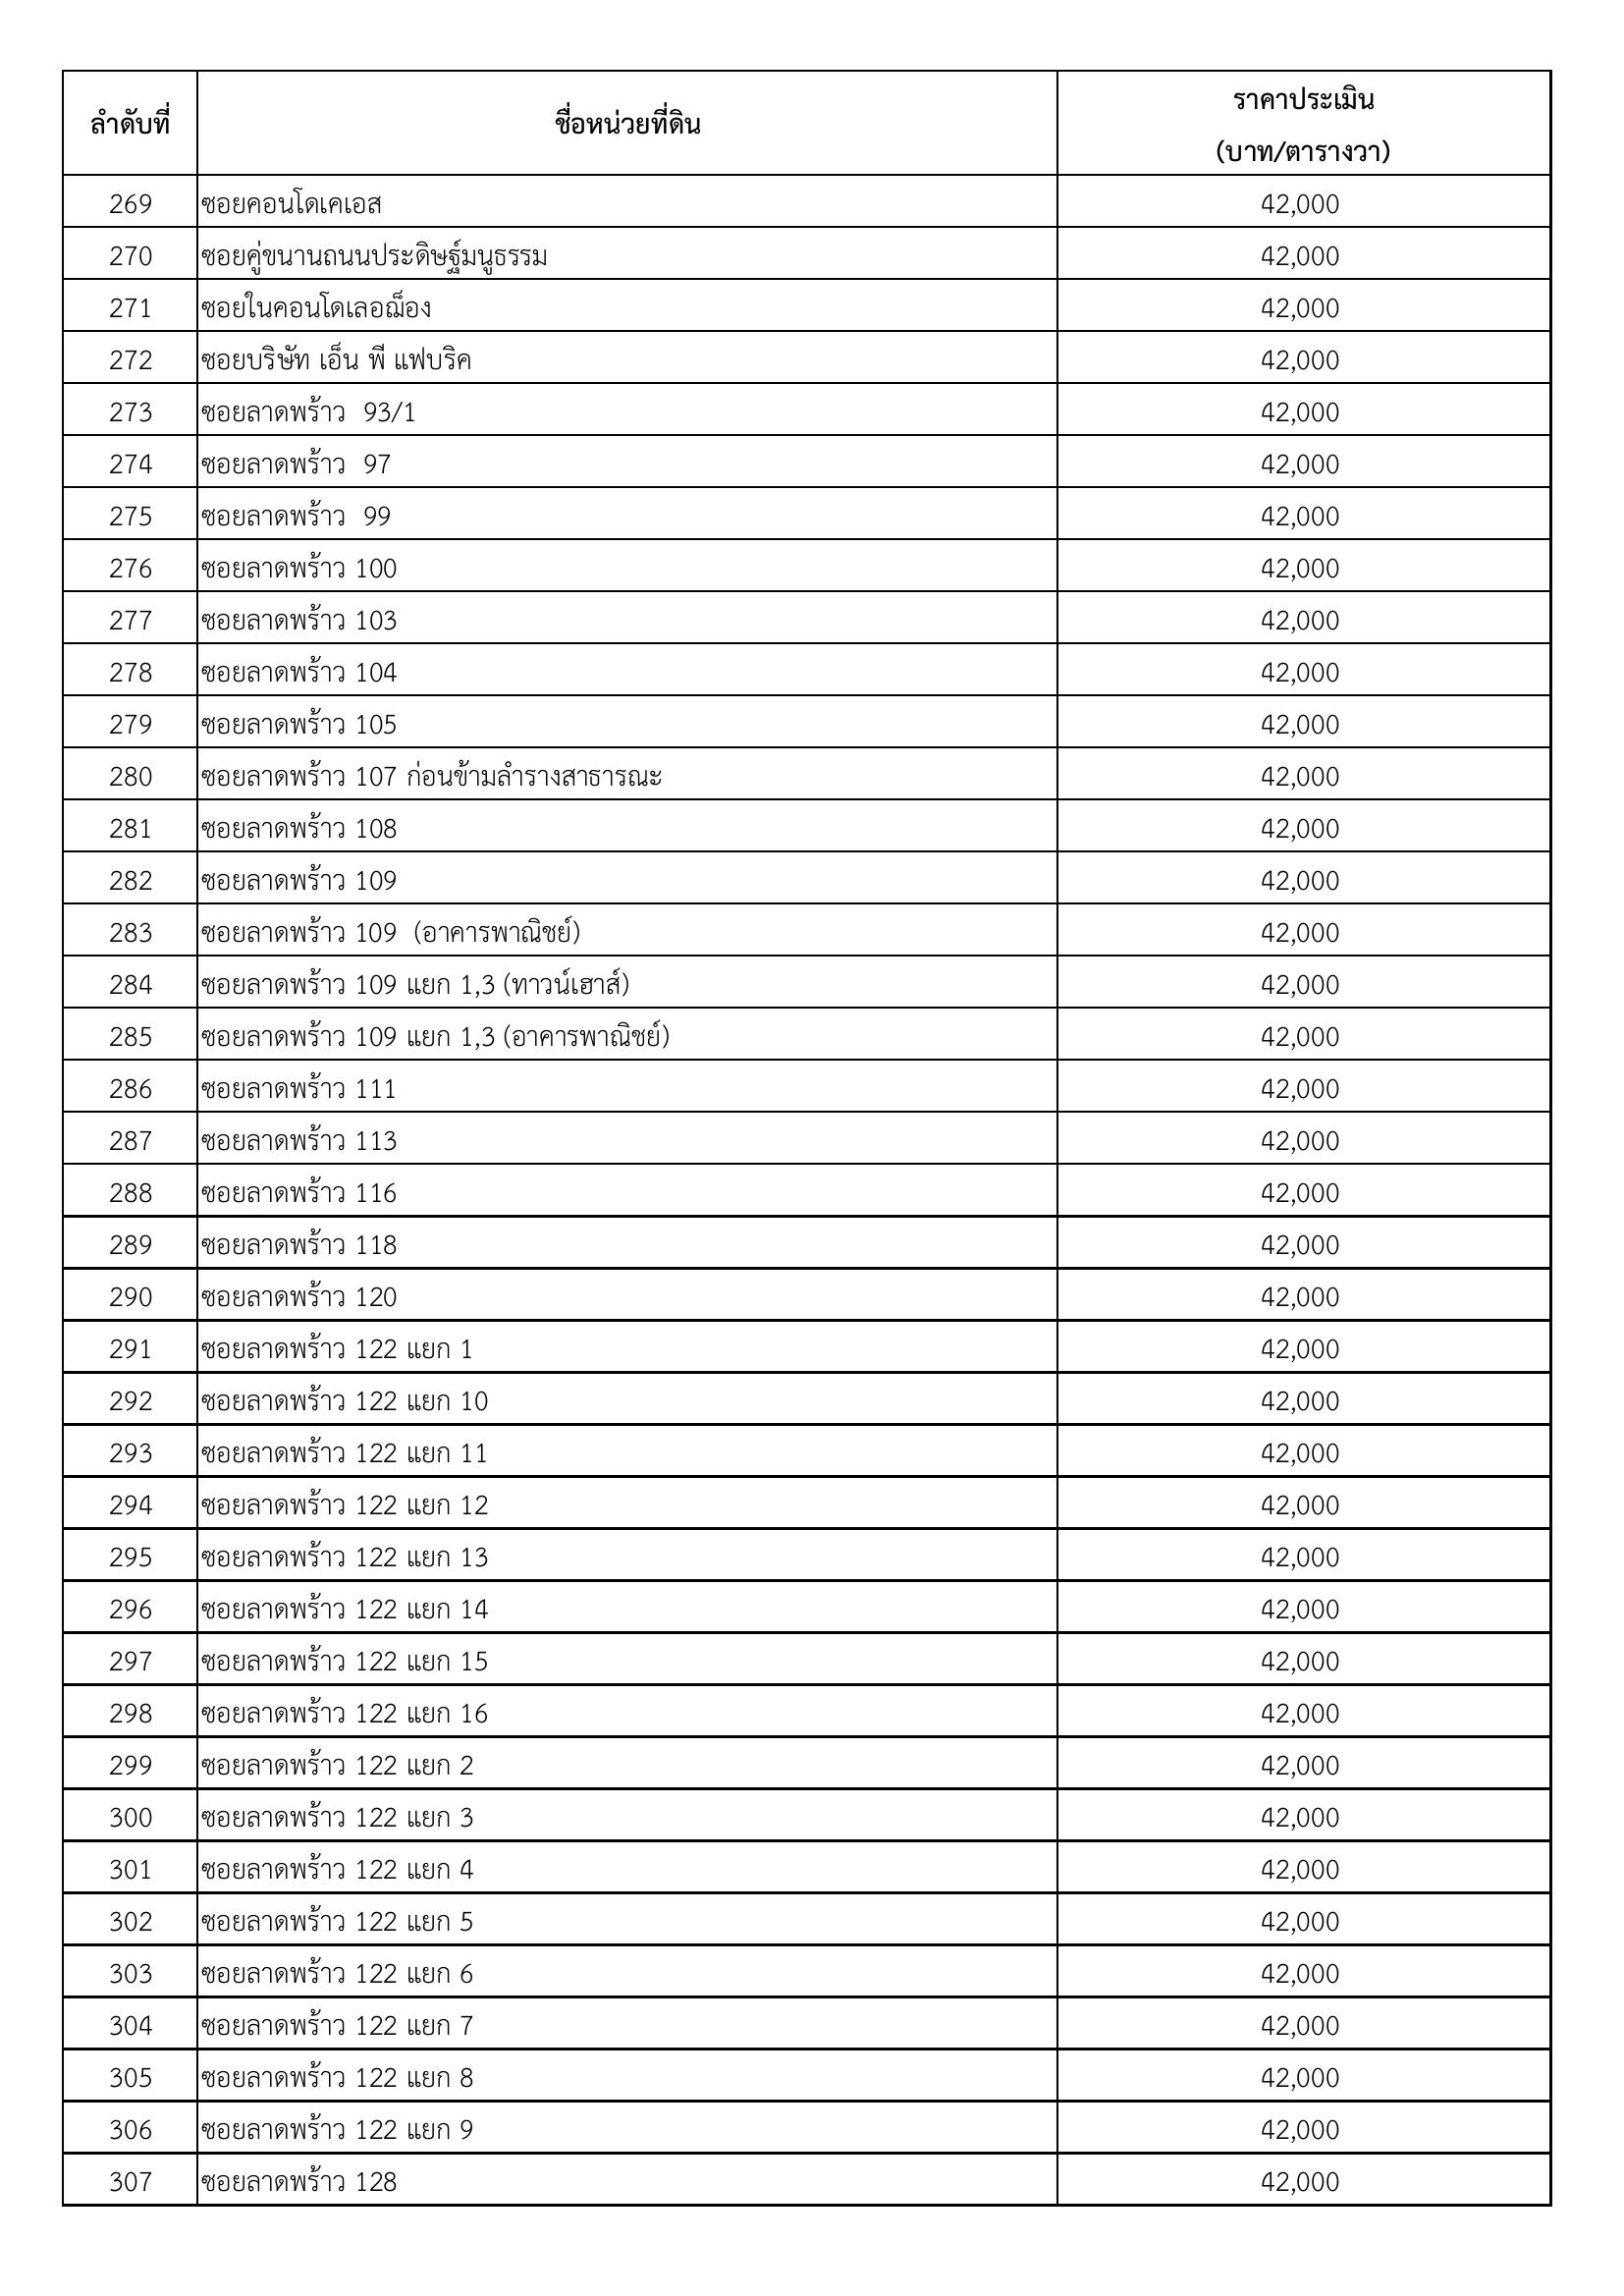 ลำดับที่ ชื่อหน่วยที่ดิน ราคาประเมิน
(บาท/ตารางวา)
269 ซอยคอนโดเคเอส 42,000
270 ซอยคู่ขนานถนนประดิษฐ์มนูธรรม 42,000
271 ซอยในคอนโดเลอฌ็อง 42,000
272 ซอยบริษัท เอ็น พี แฟบริค 42,000
273 ซอยลาดพร้าว  93/1 42,000
274 ซอยลาดพร้าว  97 42,000
275 ซอยลาดพร้าว  99 42,000
276 ซอยลาดพร้าว 100 42,000
277 ซอยลาดพร้าว 103 42,000
278 ซอยลาดพร้าว 104 42,000
279 ซอยลาดพร้าว 105 42,000
280 ซอยลาดพร้าว 107 ก่อนข้ามลำรางสาธารณะ 42,000
281 ซอยลาดพร้าว 108 42,000
282 ซอยลาดพร้าว 109 42,000
283 ซอยลาดพร้าว 109  (อาคารพาณิชย์) 42,000
284 ซอยลาดพร้าว 109 แยก 1,3 (ทาวน์เฮาส์) 42,000
285 ซอยลาดพร้าว 109 แยก 1,3 (อาคารพาณิชย์) 42,000
286 ซอยลาดพร้าว 111 42,000
287 ซอยลาดพร้าว 113 42,000
288 ซอยลาดพร้าว 116 42,000
289 ซอยลาดพร้าว 118 42,000
290 ซอยลาดพร้าว 120 42,000
291 ซอยลาดพร้าว 122 แยก 1 42,000
292 ซอยลาดพร้าว 122 แยก 10 42,000
293 ซอยลาดพร้าว 122 แยก 11 42,000
294 ซอยลาดพร้าว 122 แยก 12 42,000
295 ซอยลาดพร้าว 122 แยก 13 42,000
296 ซอยลาดพร้าว 122 แยก 14 42,000
297 ซอยลาดพร้าว 122 แยก 15 42,000
298 ซอยลาดพร้าว 122 แยก 16 42,000
299 ซอยลาดพร้าว 122 แยก 2 42,000
300 ซอยลาดพร้าว 122 แยก 3 42,000
301 ซอยลาดพร้าว 122 แยก 4 42,000
302 ซอยลาดพร้าว 122 แยก 5 42,000
303 ซอยลาดพร้าว 122 แยก 6 42,000
304 ซอยลาดพร้าว 122 แยก 7 42,000
305 ซอยลาดพร้าว 122 แยก 8 42,000
306 ซอยลาดพร้าว 122 แยก 9 42,000
307 ซอยลาดพร้าว 128 42,000